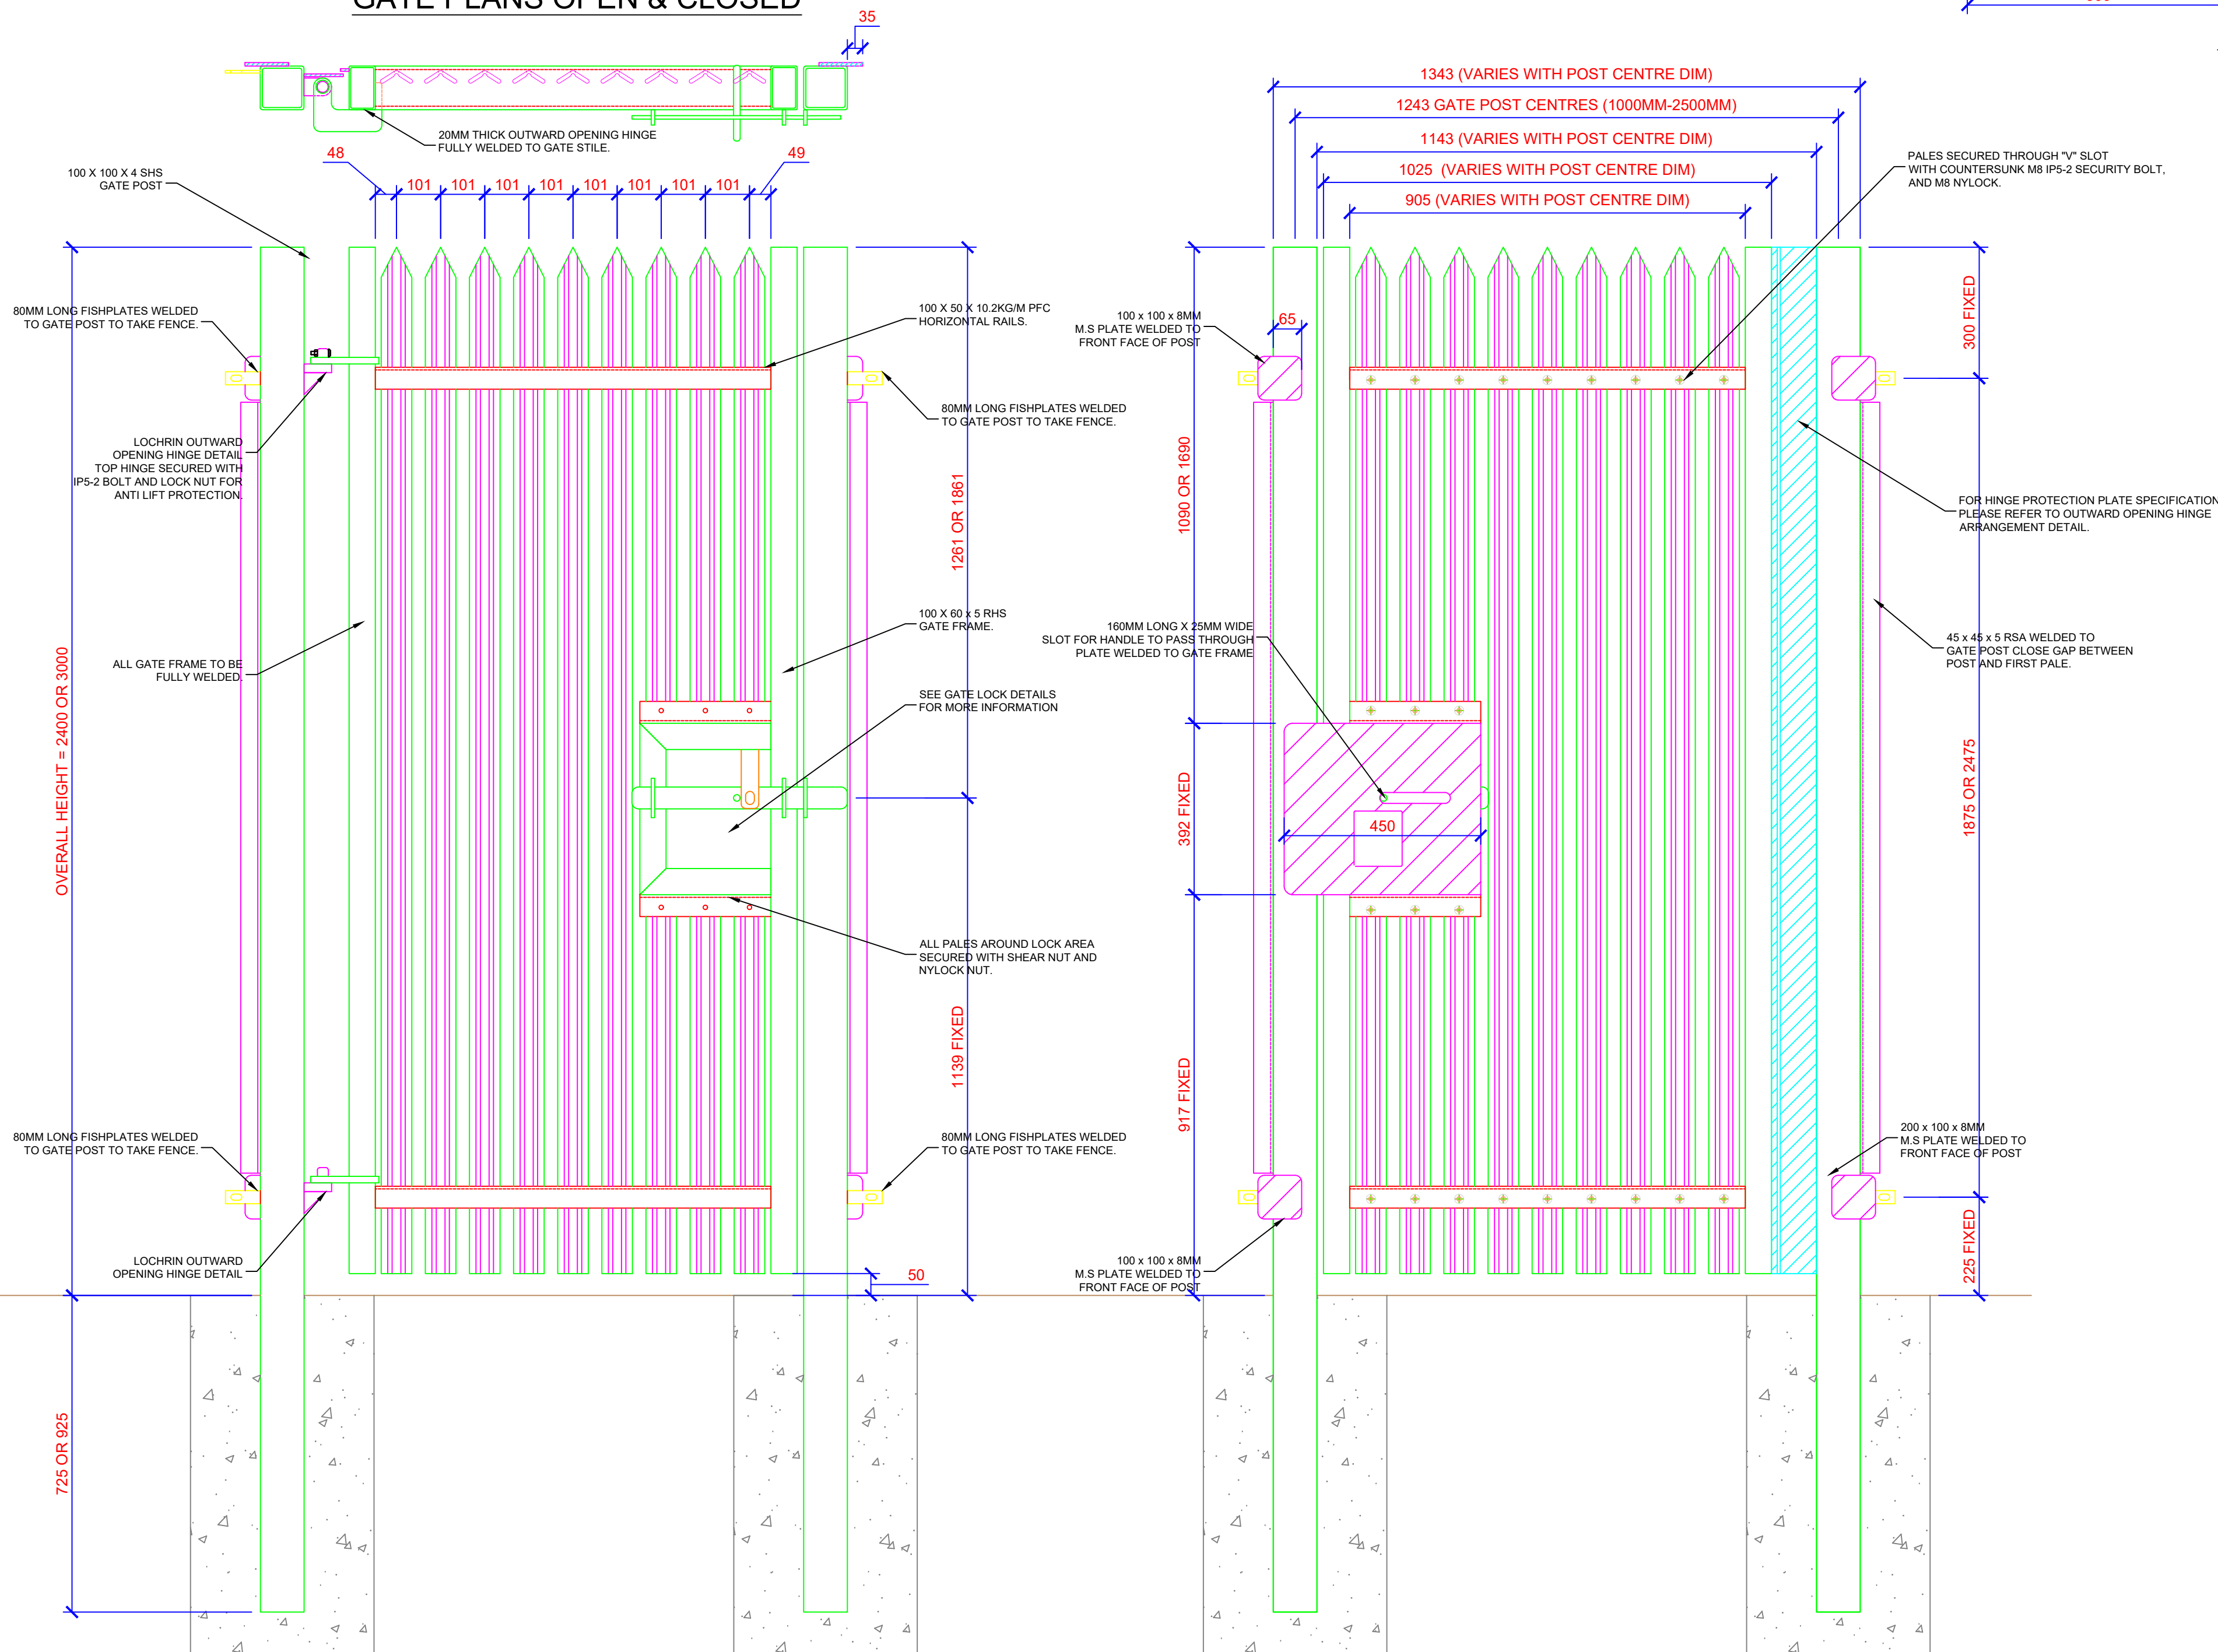 GATE PLANS OPEN & CLOSED
35
20MM THICK OUTWARD OPENING HINGE
FULLY WELDED TO GATE STILE.
100 X 100 X 4 SHS
GATE POST
48
101
101
101
101
101
101
101
101
49
80MM LONG FISHPLATES WELDED
TO GATE POST TO TAKE FENCE.
LOCHRIN OUTWARD
OPENING HINGE DETAIL
TOP HINGE SECURED WITH
IP5-2 BOLT AND LOCK NUT FOR
ANTI LIFT PROTECTION.
OVERALL HEIGHT = 2400 OR 3000
ALL GATE FRAME TO BE
FULLY WELDED.
80MM LONG FISHPLATES WELDED
TO GATE POST TO TAKE FENCE.
LOCHRIN OUTWARD
OPENING HINGE DETAIL
725 OR 925
100 X 50 X 10.2KG/M PFC
HORIZONTAL RAILS.
80MM LONG FISHPLATES WELDED
TO GATE POST TO TAKE FENCE.
1261 OR 1861
100 X 60 x 5 RHS
GATE FRAME.
SEE GATE LOCK DETAILS
FOR MORE INFORMATION
ALL PALES AROUND LOCK AREA
SECURED WITH SHEAR NUT AND
NYLOCK NUT.
1139 FIXED
80MM LONG FISHPLATES WELDED
TO GATE POST TO TAKE FENCE.
50
1343 (VARIES WITH POST CENTRE DIM)
1243 GATE POST CENTRES (1000MM-2500MM)
1143 (VARIES WITH POST CENTRE DIM)
1025 (VARIES WITH POST CENTRE DIM)
905 (VARIES WITH POST CENTRE DIM)
PALES SECURED THROUGH "V" SLOT
WITH COUNTERSUNK M8 IP5-2 SECURITY BOLT,
AND M8 NYLOCK.
100 x 100 x 8MM
M.S PLATE WELDED TO
FRONT FACE OF POST
65
300 FIXED
1090 OR 1690
FOR HINGE PROTECTION PLATE SPECIFICATION
PLEASE REFER TO OUTWARD OPENING HINGE
ARRANGEMENT DETAIL.
160MM LONG X 25MM WIDE
SLOT FOR HANDLE TO PASS THROUGH
PLATE WELDED TO GATE FRAME
45 x 45 x 5 RSA WELDED TO
GATE POST CLOSE GAP BETWEEN
POST AND FIRST PALE.
392 FIXED
450
1875 OR 2475
917 FIXED
200 x 100 x 8MM
M.S PLATE WELDED TO
FRONT FACE OF POST
100 x 100 x 8MM
M.S PLATE WELDED TO
FRONT FACE OF POST
225 FIXED